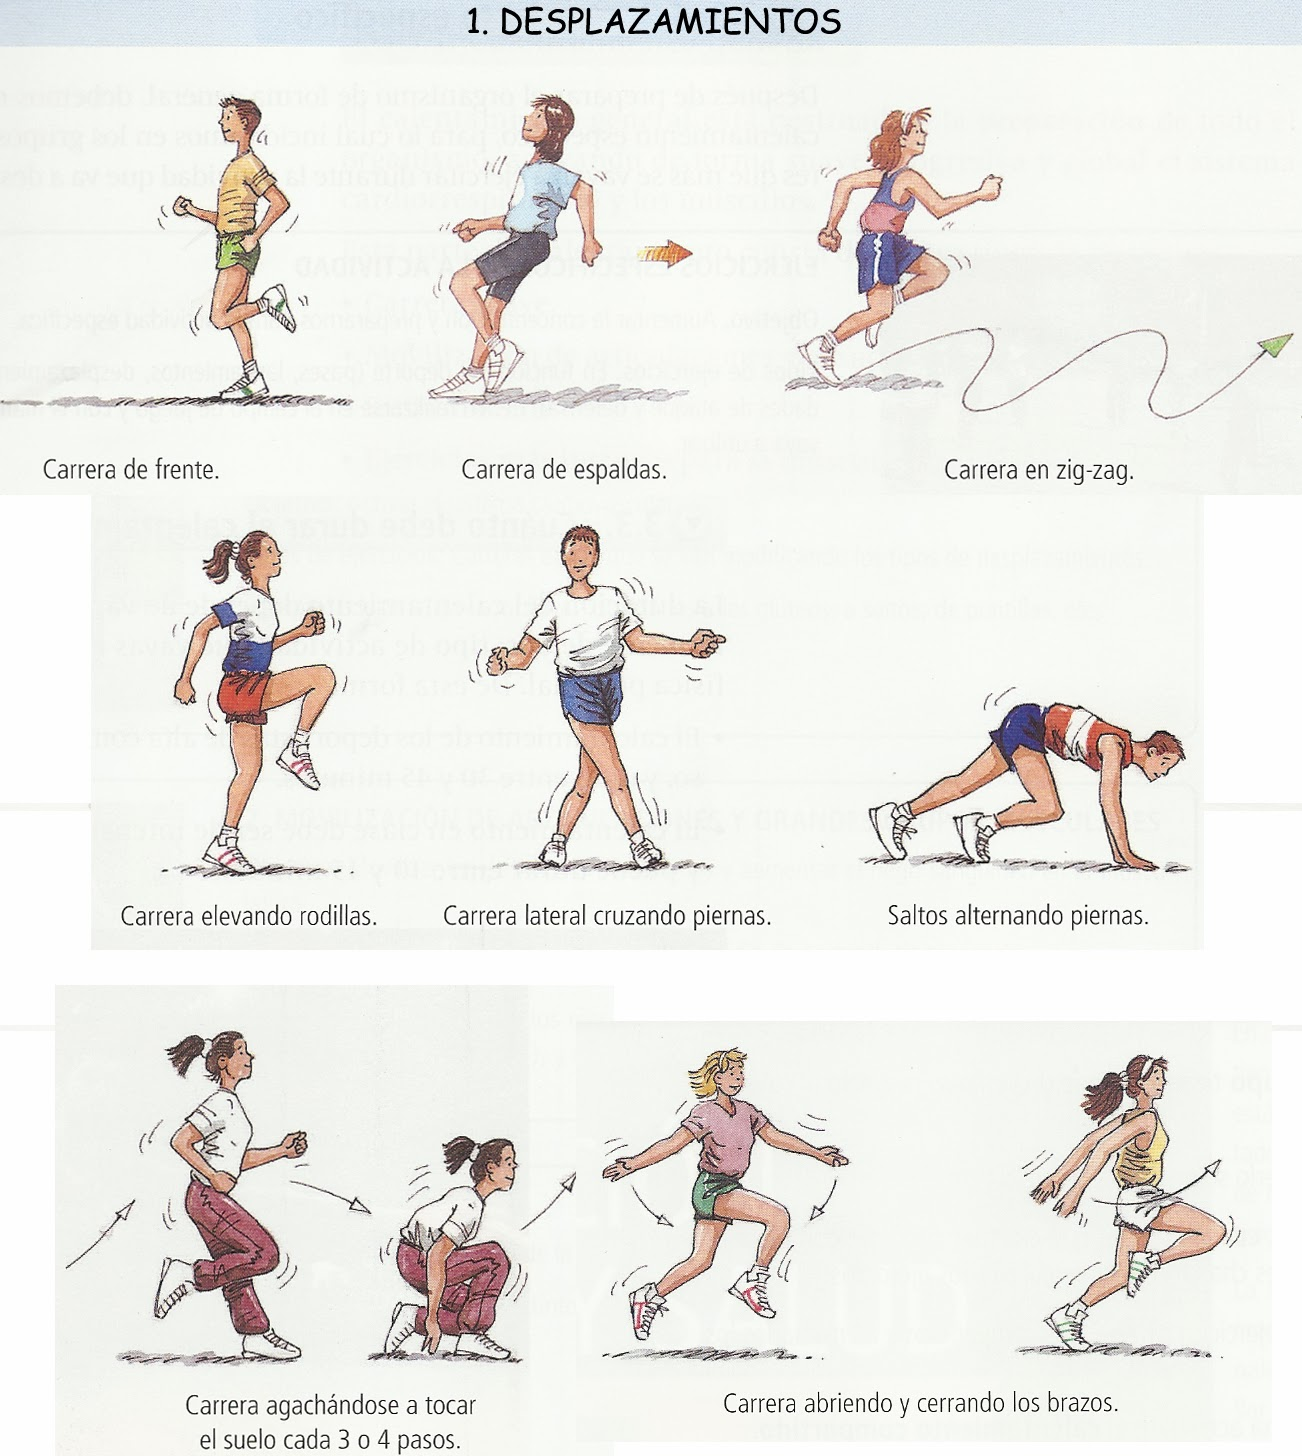 1. DESPLAZAMIENTOS
Carrera de frente.
Carrera de espaldas.
Carrera en zig-zag.
Carrera elevando rodillas.
Carrera lateral cruzando piernas.
Saltos alternando piernas.
Carrera agachándose a tocar
el suelo cada 3 o 4 pasos.
Carrera abriendo y cerrando los brazos.